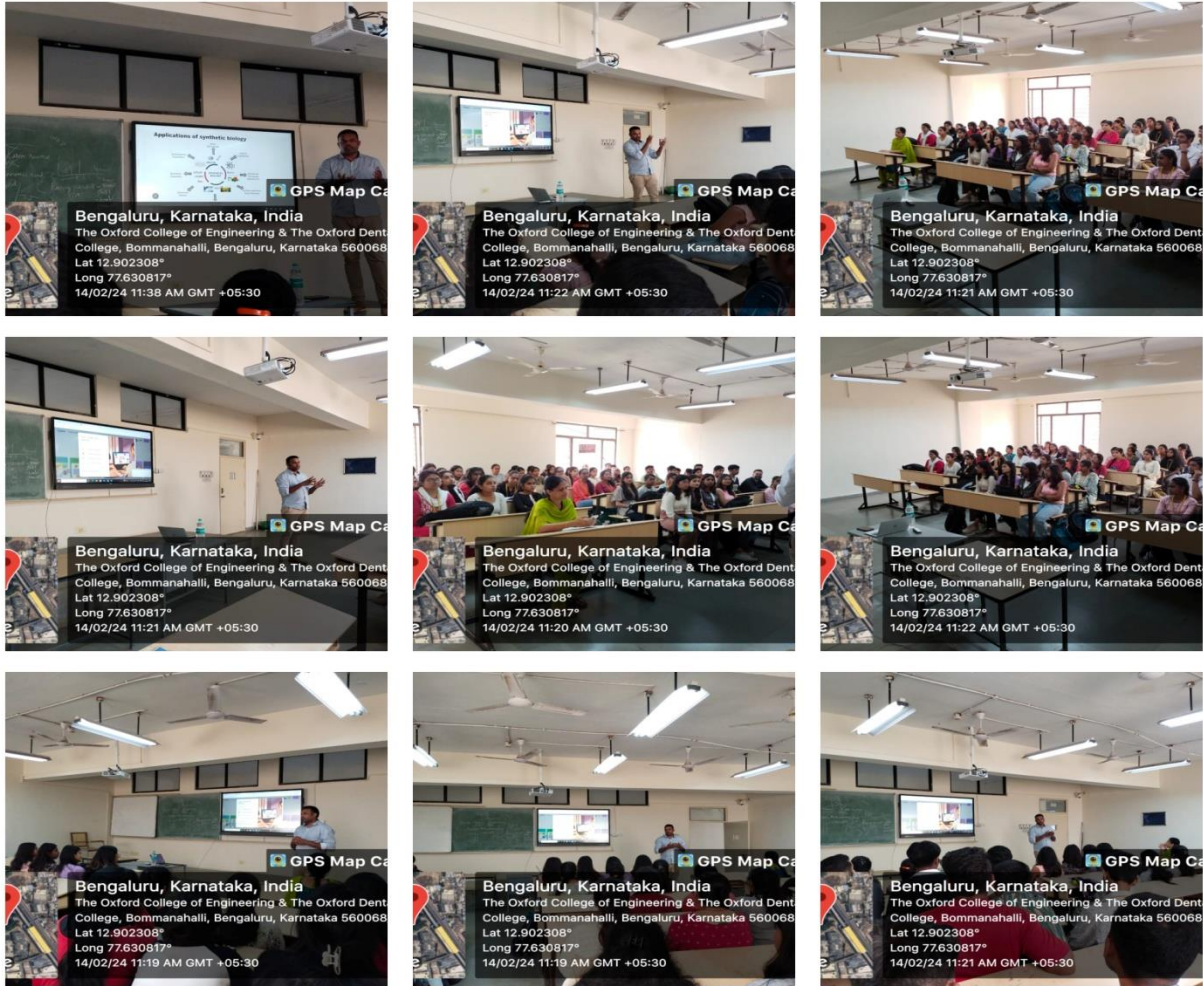 Applications of synthetic biology
GPS Map Ca
Bengaluru, Karnataka, India
The Oxford College of Engineering & The Oxford Dent
College, Bommanahalli, Bengaluru, Karnataka 560068
Lat 12.902308°
Long 77.630817°
14/02/24 11:38 AM GMT +05:30
GPS Map Ca
Bengaluru, Karnataka, India
The Oxford College of Engineering & The Oxford Dent
College, Bommanahalli, Bengaluru, Karnataka 560068
Lat 12.902308°
Long 77.630817°
14/02/24 11:22 AM GMT +05:30
GPS Map Ca
Bengaluru, Karnataka, India
The Oxford College of Engineering & The Oxford Dent
College, Bommanahalli, Bengaluru, Karnataka 560068
Lat 12.902308°
Long 77.630817°
14/02/24 11:21 AM GMT +05:30
GPS Map Ca
Bengaluru, Karnataka, India
The Oxford College of Engineering & The Oxford Dent
College, Bommanahalli, Bengaluru, Karnataka 560068
Lat 12.902308°
Long 77.630817°
14/02/24 11:21 AM GMT +05:30
GPS Map Ca
Bengaluru, Karnataka, India
The Oxford College of Engineering & The Oxford Dent
College, Bommanahalli, Bengaluru, Karnataka 560068
Lat 12.902308°
Long 77.630817°
14/02/24 11:20 AM GMT +05:30
GPS Map Ca
Bengaluru, Karnataka, India
The Oxford College of Engineering & The Oxford Dent
College, Bommanahalli, Bengaluru, Karnataka 560068
Lat 12.902308°
Long 77.630817°
14/02/24 11:22 AM GMT +05:30
GPS Map Ca
Bengaluru, Karnataka, India
The Oxford College of Engineering & The Oxford Dent
College, Bommanahalli, Bengaluru, Karnataka 560068
Lat 12.902308°
Long 77.630817°
14/02/24 11:19 AM GMT +05:30
GPS Map Ca
Bengaluru, Karnataka, India
The Oxford College of Engineering & The Oxford Dent
College, Bommanahalli, Bengaluru, Karnataka 560068
Lat 12.902308°
Long 77.630817°
14/02/24 11:19 AM GMT +05:30
GPS Map Ca
Bengaluru, Karnataka, India
The Oxford College of Engineering & The Oxford Dent
College, Bommanahalli, Bengaluru, Karnataka 560068
Lat 12.902308°
Long 77.630817°
14/02/24 11:21 AM GMT +05:30